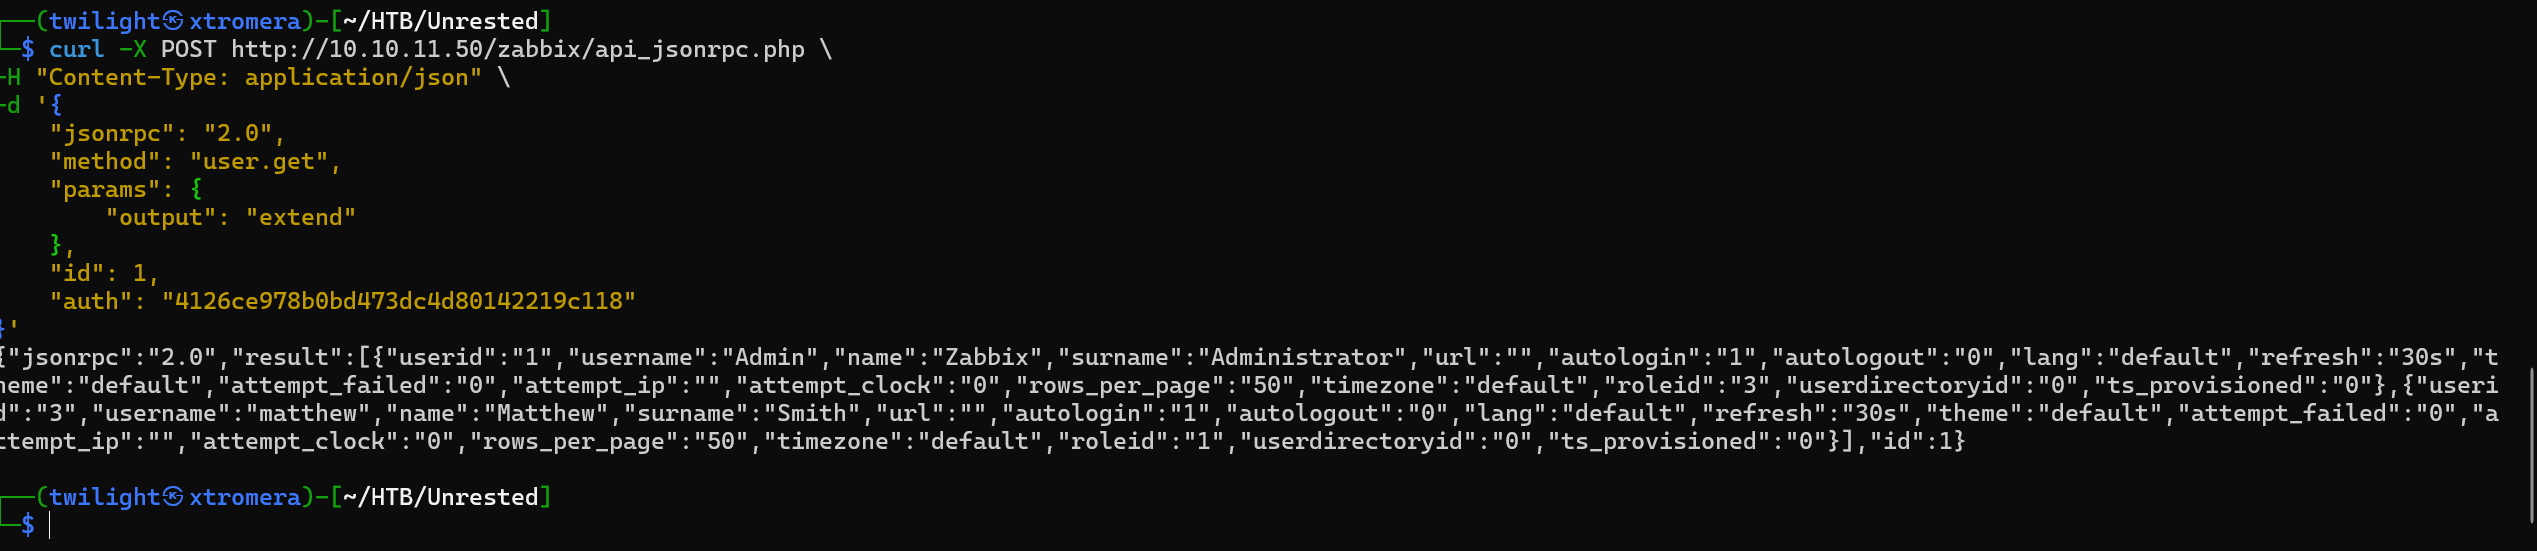 ┌──(twilight㉿xtromera)-[~/HTB/Unrested]
└─$ curl -X POST http://10.10.11.50/zabbix/api_jsonrpc.php \
-H "Content-Type: application/json" \
-d '{
    "jsonrpc": "2.0",
    "method": "user.get",
    "params": {
        "output": "extend"
    },
    "id": 1,
    "auth": "4126ce978b0bd473dc4d80142219c118"
}'
{"jsonrpc":"2.0","result":[{"userid":"1","username":"Admin","name":"Zabbix","surname":"Administrator","url":"","autologin":"1","autologout":"0","lang":"default","refresh":"30s","t
heme":"default","attempt_failed":"0","attempt_ip":"","attempt_clock":"0","rows_per_page":"50","timezone":"default","roleid":"3","userdirectoryid":"0","ts_provisioned":"0"},{"useri
d":"3","username":"matthew","name":"Matthew","surname":"Smith","url":"","autologin":"1","autologout":"0","lang":"default","refresh":"30s","theme":"default","attempt_failed":"0","a
ttempt_ip":"","attempt_clock":"0","rows_per_page":"50","timezone":"default","roleid":"1","userdirectoryid":"0","ts_provisioned":"0"}],"id":1}
┌──(twilight㉿xtromera)-[~/HTB/Unrested]
└─$